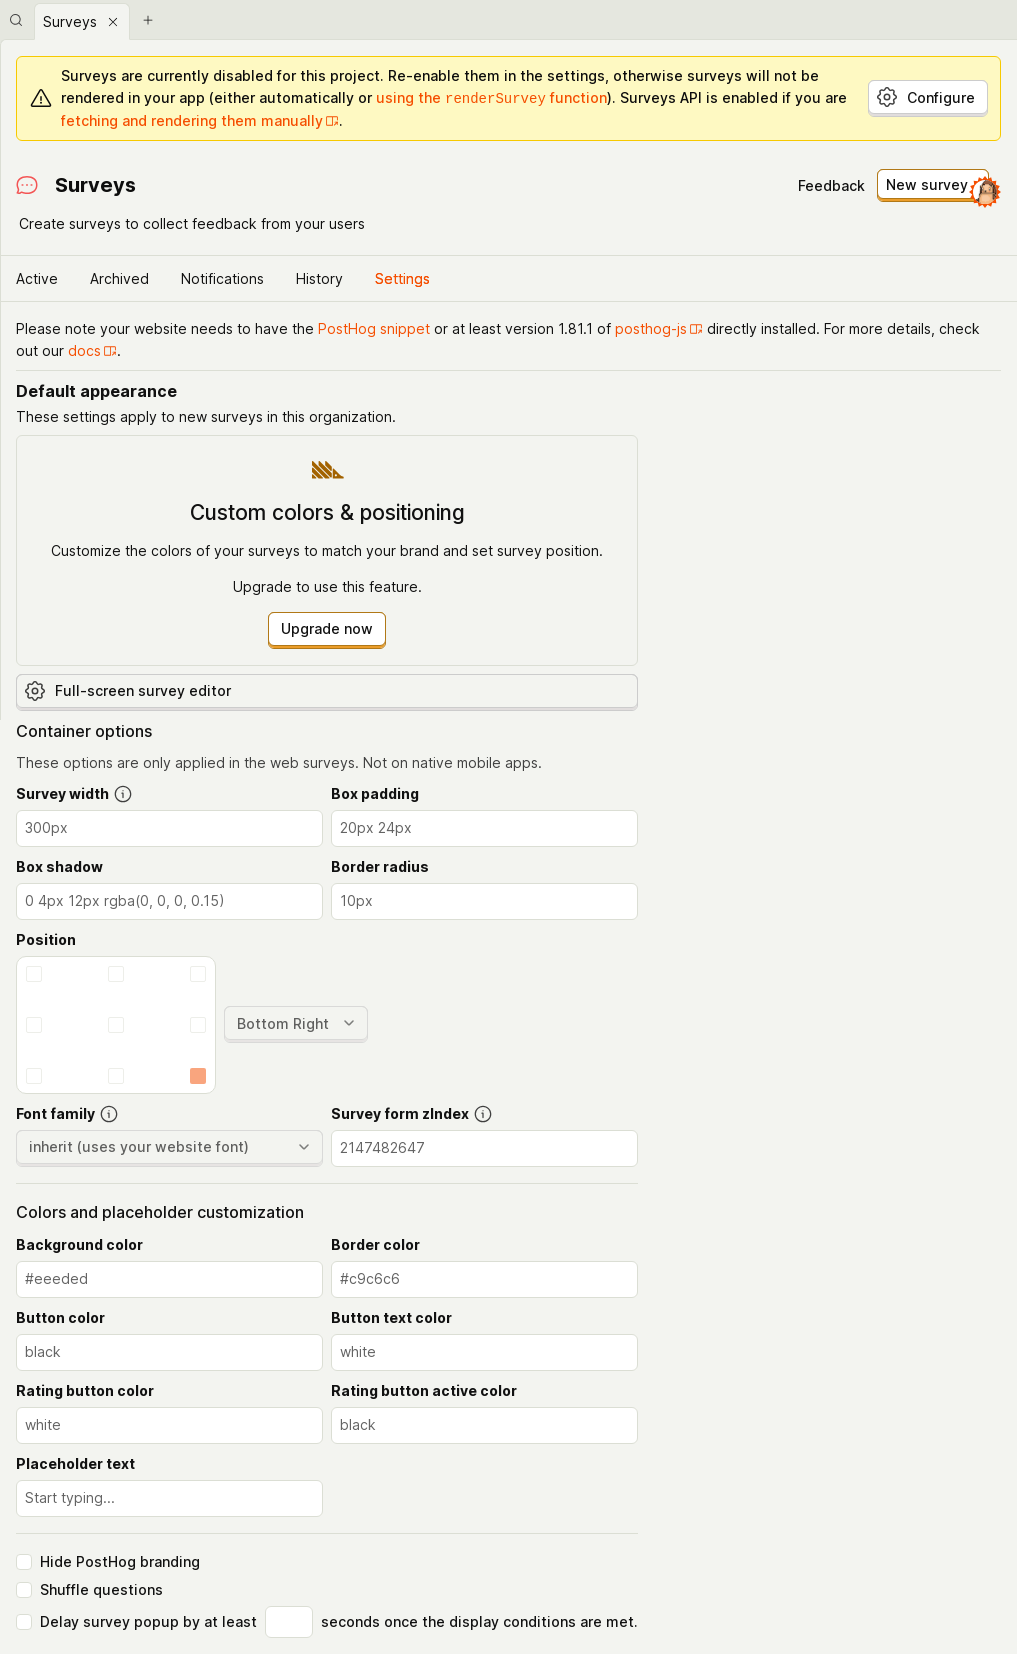 Surveys
Surveys are currently disabled for this project. Re-enable them in the settings, otherwise surveys will not be
rendered in your app (either automatically or using the renderSurvey function). Surveys API is enabled if you are
fetching and rendering them manually.
Configure
Surveys
Feedback
New survey
Create surveys to collect feedback from your users
Active Archived Notifications History Settings
Please note your website needs to have the PostHog snippet or at least version 1.81.1 of posthog-js directly installed. For more details, check
out our docs.
Default appearance
These settings apply to new surveys in this organization.
Custom colors & positioning
Customize the colors of your surveys to match your brand and set survey position.
Upgrade to use this feature.
Upgrade now
Full-screen survey editor
Container options
These options are only applied in the web surveys. Not on native mobile apps.
Survey width Box padding
300px 20px 24px
Box shadow Border radius
0 4px 12px rgba(0, 0, 0, 0.15) 10px
Position
Bottom Right
Font family Survey form zIndex
inherit (uses your website font) 2147482647
Colors and placeholder customization
Background color Border color
#eeeded #c9c6c6
Button color Button text color
black white
Rating button color Rating button active color
white black
Placeholder text
Start typing...
Hide PostHog branding
Shuffle questions
Delay survey popup by at least seconds once the display conditions are met.